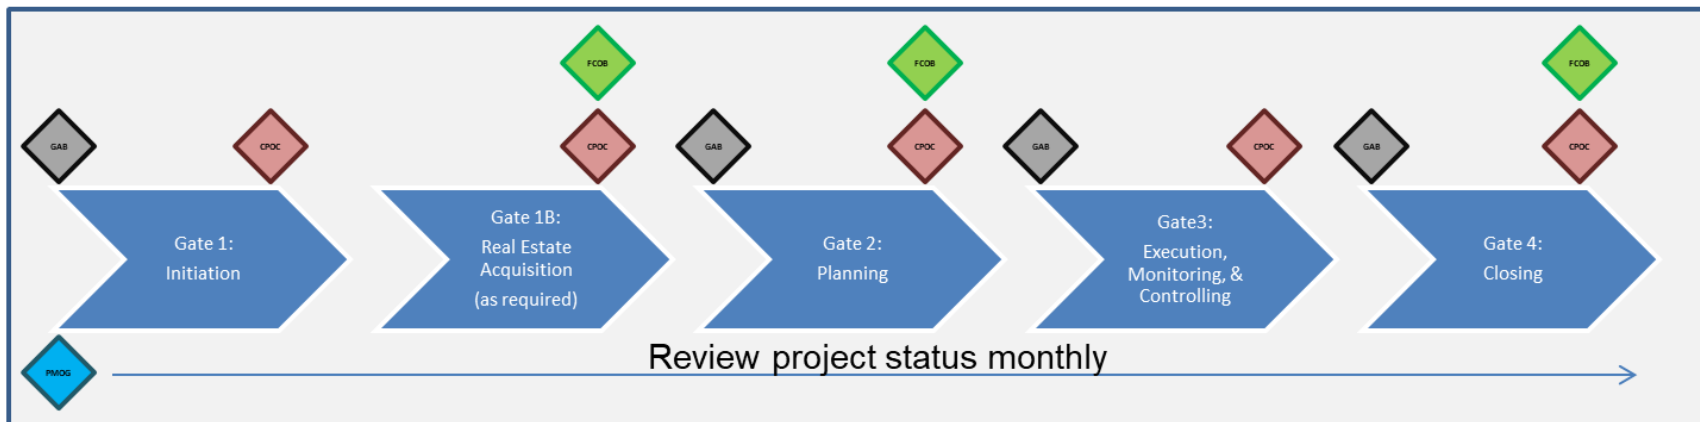 FCOB
FCOB
FCOB
GAB
CPOC
CPOC
GAB
CPOC
GAB
CPOC
GAB
CPOC
Gate 1:
Initiation
Gate 1B:
Real Estate
Acquisition
(as required)
Gate 2:
Planning
Gate3:
Execution,
Monitoring, &
Controlling
Gate 4:
Closing
PMOG
Review project status monthly